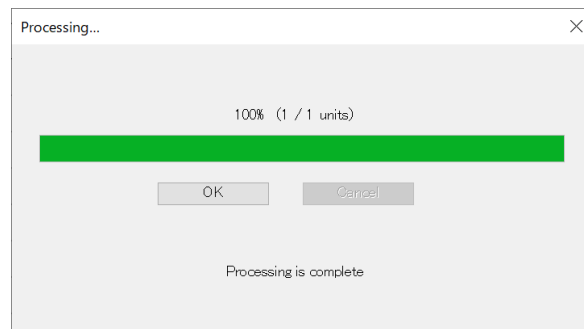 Processing...
100% (1 / 1 units)
OK Cancel
Processing is complete